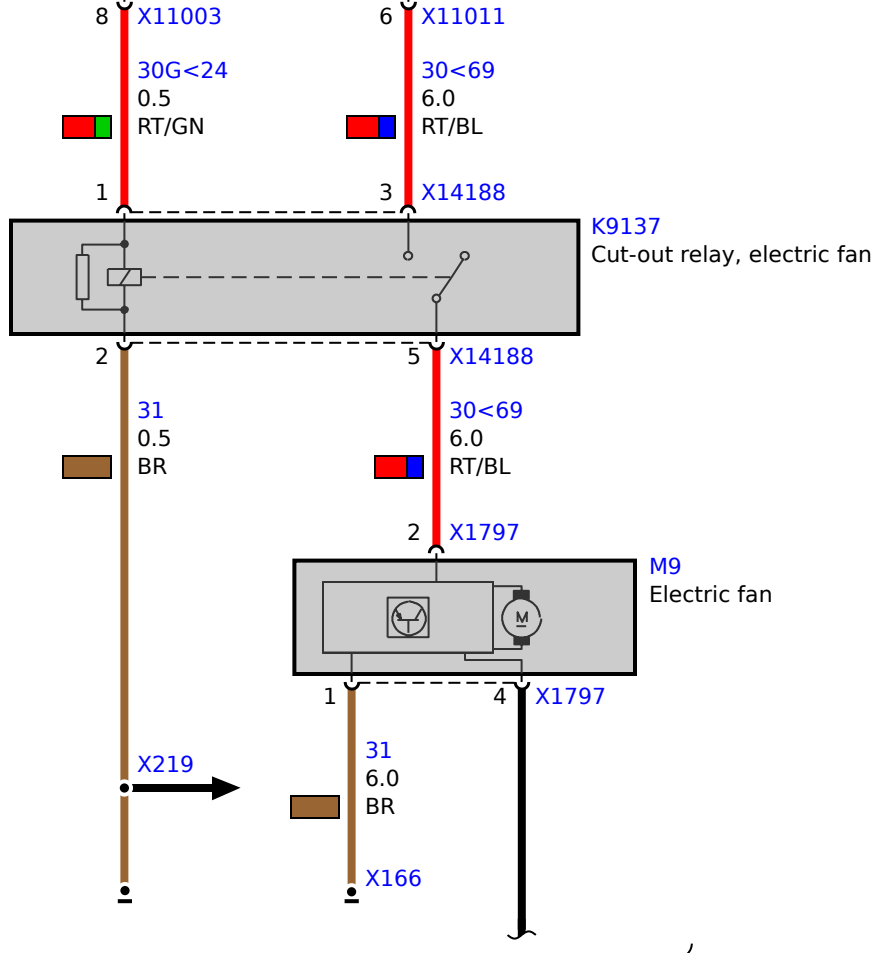 8 X11003
6 X11011
30G<24
0.5
RT/GN
30<69
6.0
RT/BL
1
3 X14188
K9137
Cut-out relay, electric fan
2
5 X14188
31
0.5
BR
30<69
6.0
RT/BL
2 X1797
M9
Electric fan
M
1
4 X1797
X219
31
6.0
BR
X166